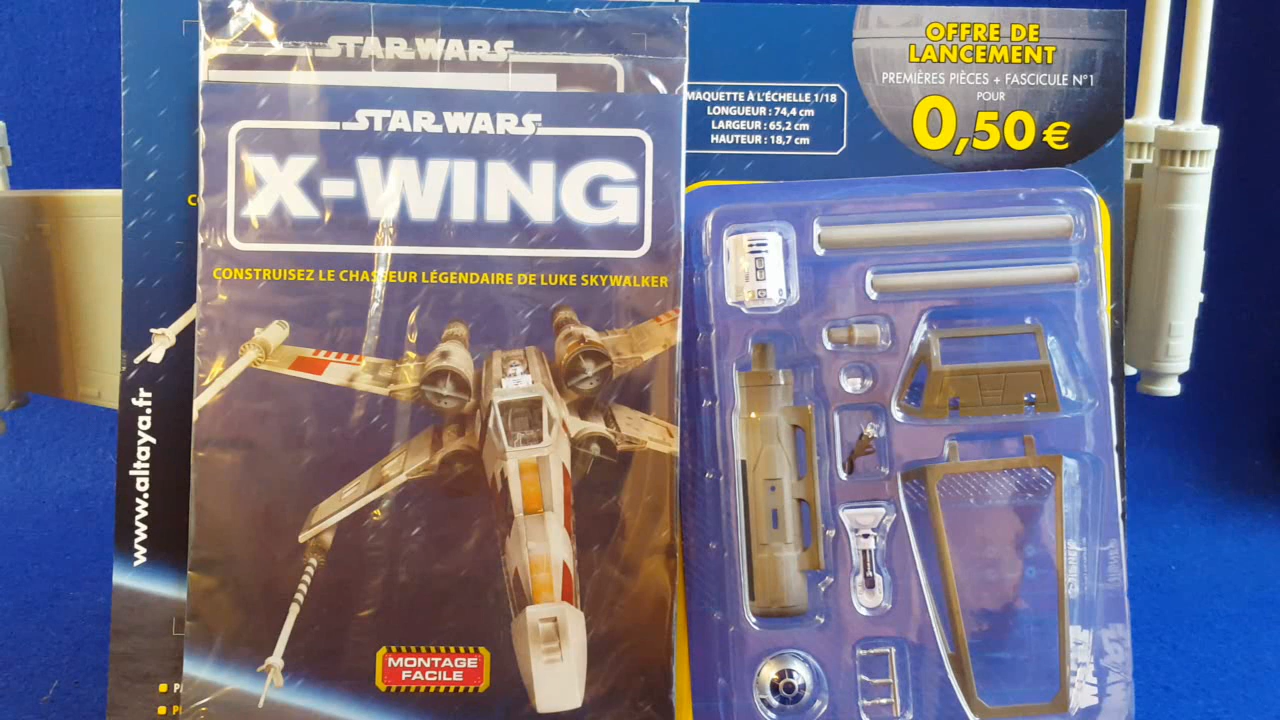 STAR WARS
STAR WARS
X-WING
CONSTRUISEZ LE CHASSEUR LÉGENDAIRE DE LUKE SKYWALKER
MONTAGE
FACILE
www.altaya.fr
MAQUETTE À L'ÉCHELLE 1/18
LONGUEUR : 74,4 cm
LARGEUR : 65,2 cm
HAUTEUR : 18,7 cm
OFFRE DE
LANCEMENT
PREMIÈRES PIÈCES + FASCICULE N°1
POUR
0,50 €